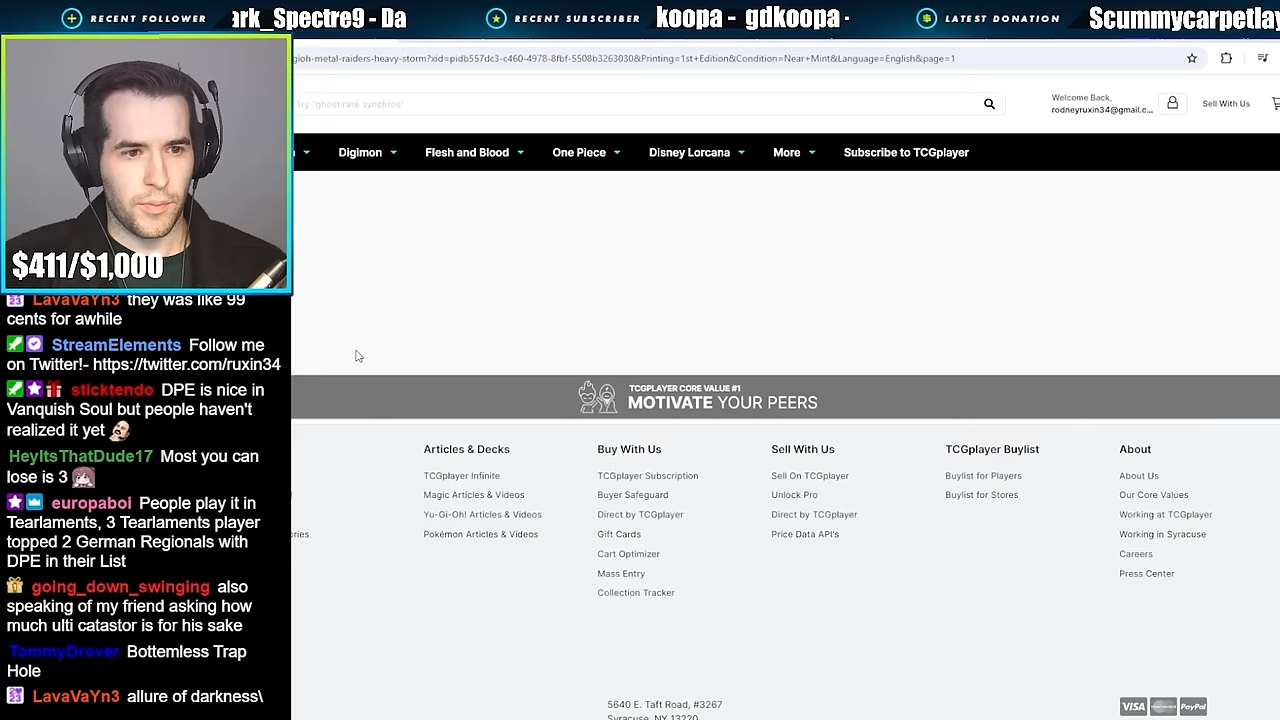 RECENT FOLLOWER
ark_Spectre9 - Da
RECENT SUBSCRIBER
koopa - gdkoopa ·
LATEST DONATION
Scummycarpetlay
gioh-metal-raiders-heavy-storm?xid=pidb557dc3-c460-4978-8fbf-5508b3263030&Printing=1st+Edition&Condition=Near+Mint&Language=English&page=1
Try "ghost rare synchros"
Welcome Back,
rodneyruxin34@gmail.c...
Sell With Us
Digimon
Flesh and Blood
One Piece
Disney Lorcana
More
Subscribe to TCGplayer
$411/$1,000
LavaVaYn3 they was like 99
cents for awhile
StreamElements Follow me
on Twitter!- https://twitter.com/ruxin34
sticktendo DPE is nice in
Vanquish Soul but people haven't
realized it yet
HeyItsThatDude17 Most you can
lose is 3
europaboi People play it in
Tearlaments, 3 Tearlaments player
topped 2 German Regionals with
DPE in their List
going_down_swinging also
speaking of my friend asking how
much ulti catastor is for his sake
TommyDrover Bottemless Trap
Hole
LavaVaYn3 allure of darkness\
TCGPLAYER CORE VALUE #1
MOTIVATE YOUR PEERS
ries
Articles & Decks
TCGplayer Infinite
Magic Articles & Videos
Yu-Gi-Oh! Articles & Videos
Pokémon Articles & Videos
Buy With Us
TCGplayer Subscription
Buyer Safeguard
Direct by TCGplayer
Gift Cards
Cart Optimizer
Mass Entry
Collection Tracker
Sell With Us
Sell On TCGplayer
Unlock Pro
Direct by TCGplayer
Price Data API's
TCGplayer Buylist
Buylist for Players
Buylist for Stores
About
About Us
Our Core Values
Working at TCGplayer
Working in Syracuse
Careers
Press Center
5640 E. Taft Road, #3267
Syracuse, NY 13220
VISA
PayPal